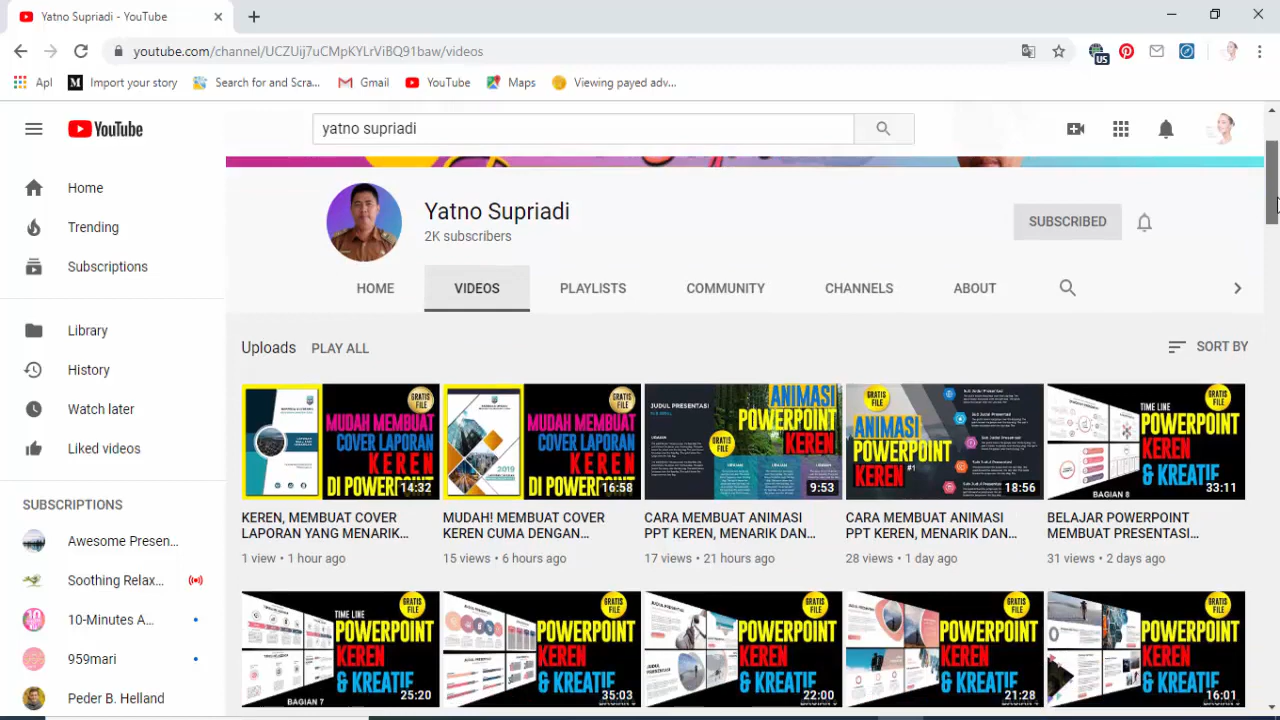 Yatno Supriadi - YouTube
youtube.com/channel/UCZUij7uCMpKYLrViBQ91baw/videos
US
Apl
Import your story
Search for and Scra...
Gmail
YouTube
Maps
Viewing payed adv...
YouTube
yatno supriadi
Home
Trending
Subscriptions
Library
History
Watch later
Liked videos
SUBSCRIPTIONS
Awesome Presen...
Soothing Relax...
10-Minutes A...
959mari
Peder B. Helland
Yatno Supriadi
2K subscribers
SUBSCRIBED
HOME
VIDEOS
PLAYLISTS
COMMUNITY
CHANNELS
ABOUT
Uploads
PLAY ALL
SORT BY
GRATIS FILE
MUDAH MEMBUAT
COVER LAPORAN
KEREN
DI POWERPOINT
14:32
KEREN, MEMBUAT COVER
LAPORAN YANG MENARIK...
1 view • 1 hour ago
GRATIS FILE
2019
MUDAH MEMBUAT
COVER LAPORAN
KEREN
DI POWERPOINT
16:58
MUDAH! MEMBUAT COVER
KEREN CUMA DENGAN...
15 views • 6 hours ago
JUDUL PRESENTASI
GRATIS FILE
ANIMASI
POWERPOINT
KEREN
9:53
CARA MEMBUAT ANIMASI
PPT KEREN, MENARIK DAN...
17 views • 21 hours ago
GRATIS FILE
ANIMASI
POWERPOINT
KEREN
#1
18:56
CARA MEMBUAT ANIMASI
PPT KEREN, MENARIK DAN...
28 views • 1 day ago
GRATIS FILE
TIME LINE
POWERPOINT
KEREN
& KREATIF
BAGIAN 8
33:11
BELAJAR POWERPOINT
MEMBUAT PRESENTASI...
31 views • 2 days ago
GRATIS FILE
TIME LINE
POWERPOINT
KEREN
& KREATIF
BAGIAN 7
25:20
GRATIS FILE
POWERPOINT
KEREN
& KREATIF
35:03
GRATIS FILE
POWERPOINT
KEREN
& KREATIF
22:00
GRATIS FILE
POWERPOINT
KEREN
& KREATIF
21:28
GRATIS FILE
POWERPOINT
KEREN
& KREATIF
16:01